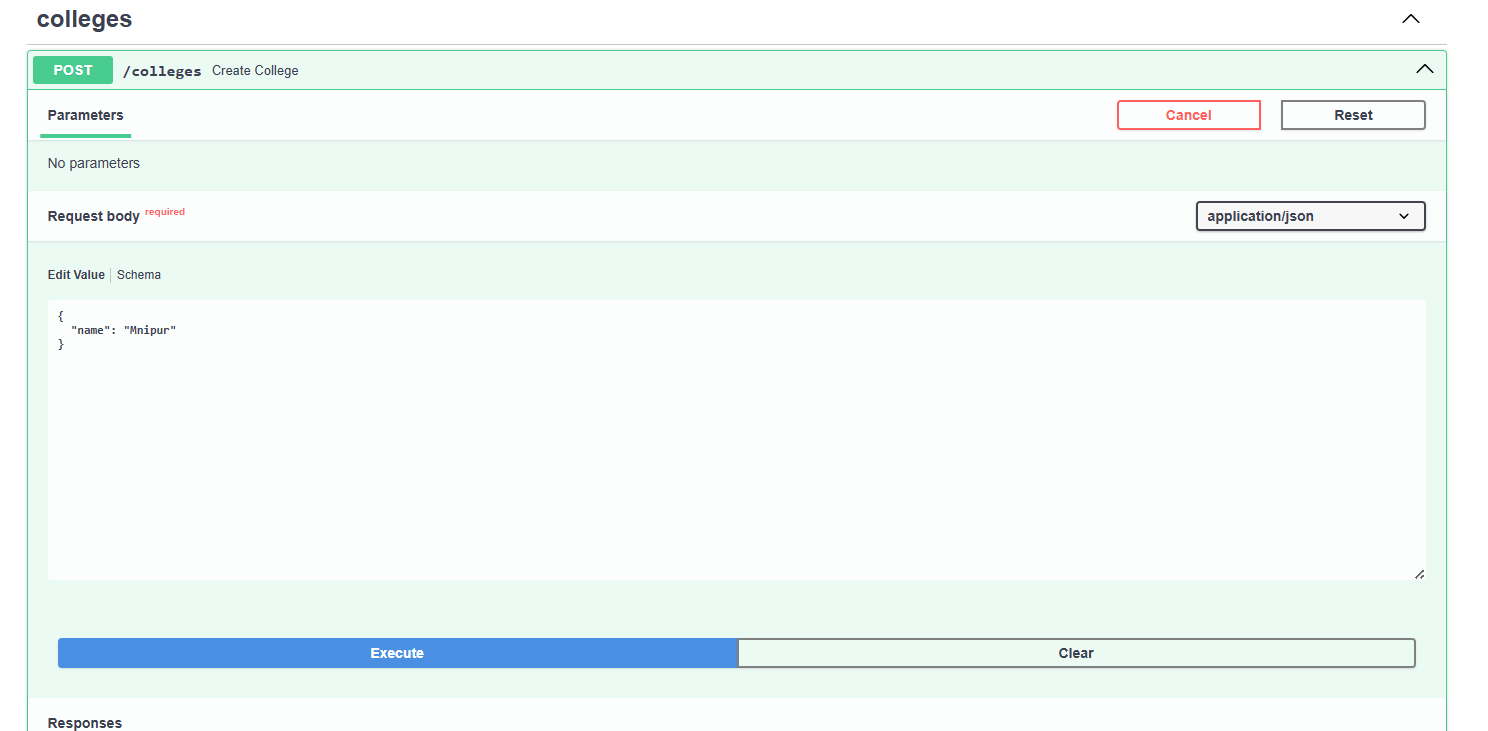 colleges
POST /colleges Create College
Parameters Cancel Reset
No parameters
Request body required application/json
Edit Value Schema
{
"name": "Mnipur"
}
Execute Clear
Responses